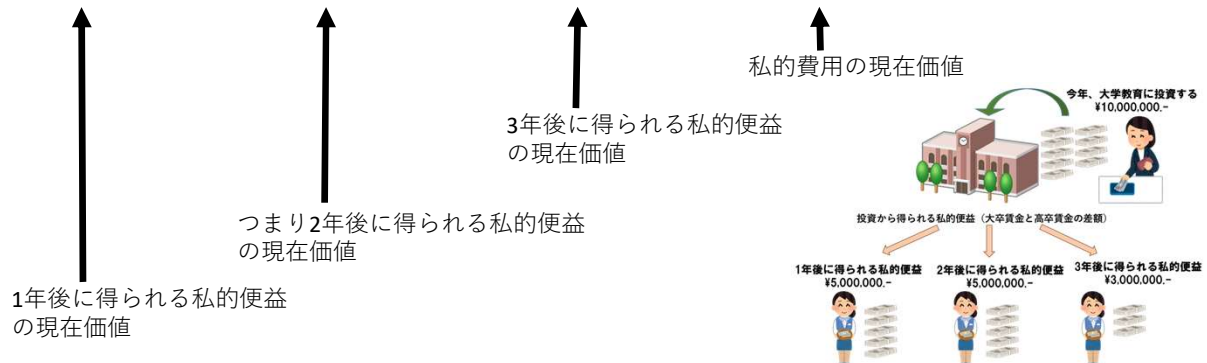 私的費用の現在価値
3年後に得られる私的便益
の現在価値
つまり2年後に得られる私的便益
の現在価値
1年後に得られる私的便益
の現在価値
今年、大学教育に投資する
¥10,000,000.-
投資から得られる私的便益（大卒賃金と高卒賃金の差額）
1年後に得られる私的便益
¥5,000,000.-
2年後に得られる私的便益
¥5,000,000.-
3年後に得られる私的便益
¥3,000,000.-